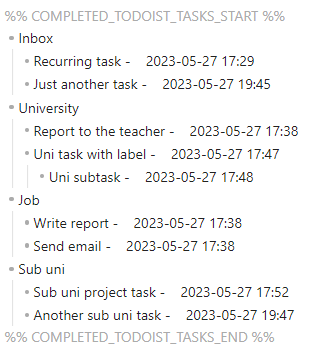 %% COMPLETED_TODOIST_TASKS_START %%
Inbox
Recurring task - 2023-05-27 17:29
Just another task - 2023-05-27 19:45
University
Report to the teacher - 2023-05-27 17:38
Uni task with label - 2023-05-27 17:47
Uni subtask - 2023-05-27 17:48
Job
Write report - 2023-05-27 17:38
Send email - 2023-05-27 17:38
Sub uni
Sub uni project task - 2023-05-27 17:52
Another sub uni task - 2023-05-27 19:47
%% COMPLETED_TODOIST_TASKS_END %%